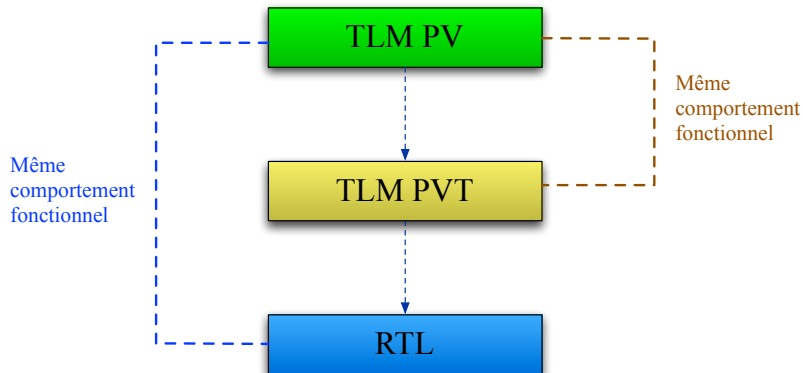 TLM PV
Même
comportement
fonctionnel
Même
comportement
fonctionnel
TLM PVT
RTL